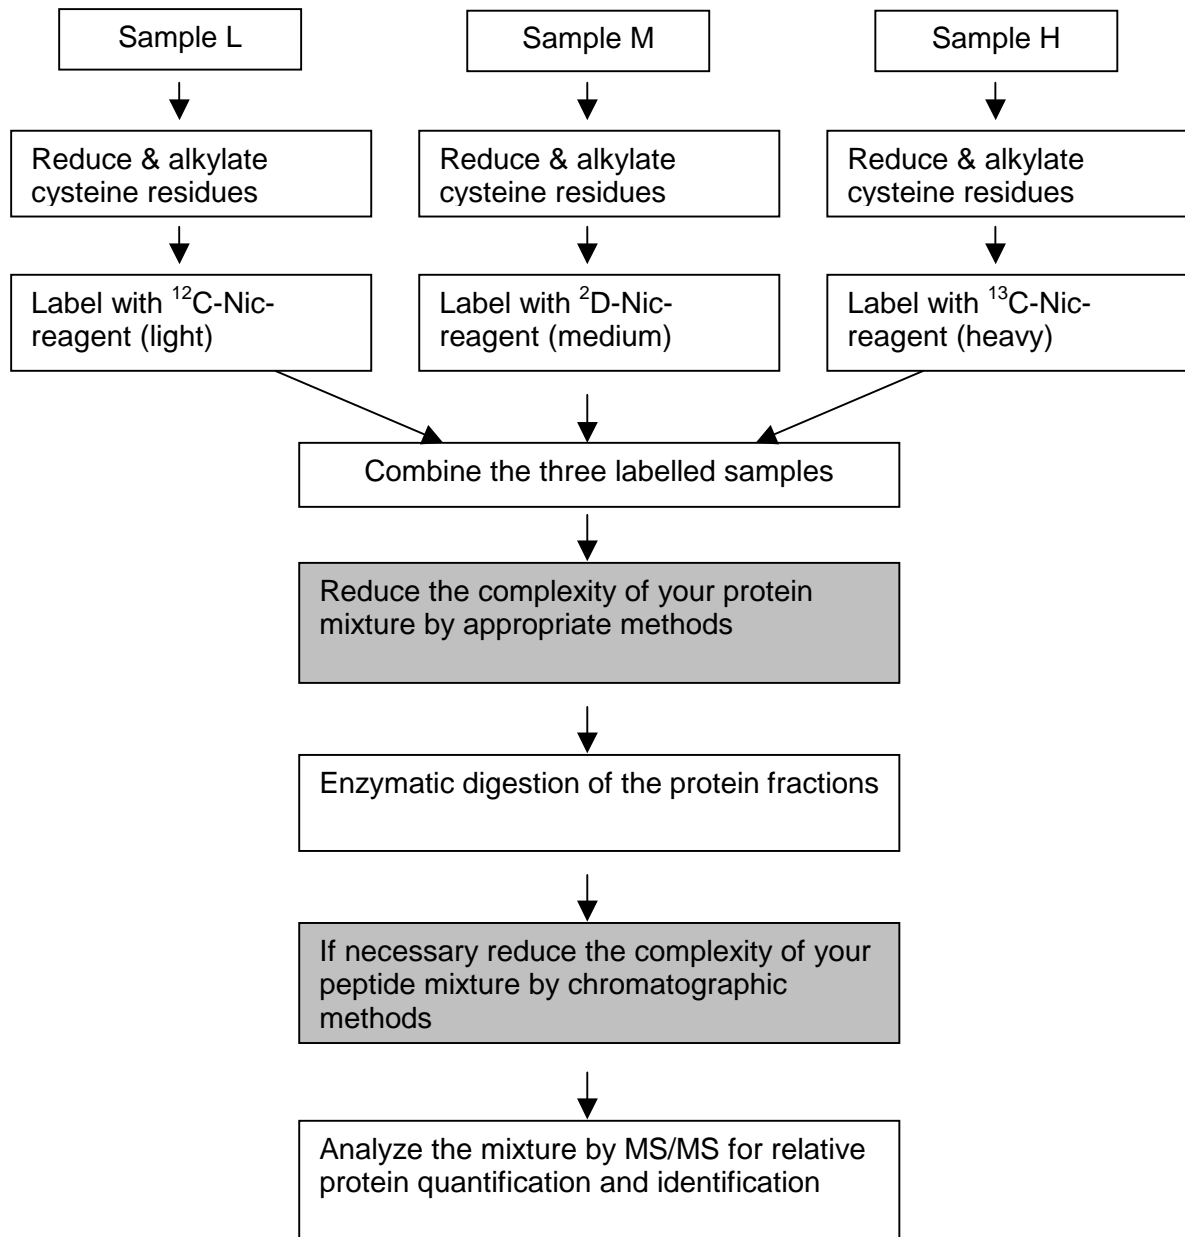 Sample L
Sample M
Sample H
Reduce & alkylate
cysteine residues
Reduce & alkylate
cysteine residues
Reduce & alkylate
cysteine residues
Label with ¹²C-Nic-
reagent (light)
Label with ²D-Nic-
reagent (medium)
Label with ¹³C-Nic-
reagent (heavy)
Combine the three labelled samples
Reduce the complexity of your protein
mixture by appropriate methods
Enzymatic digestion of the protein fractions
If necessary reduce the complexity of your
peptide mixture by chromatographic
methods
Analyze the mixture by MS/MS for relative
protein quantification and identification